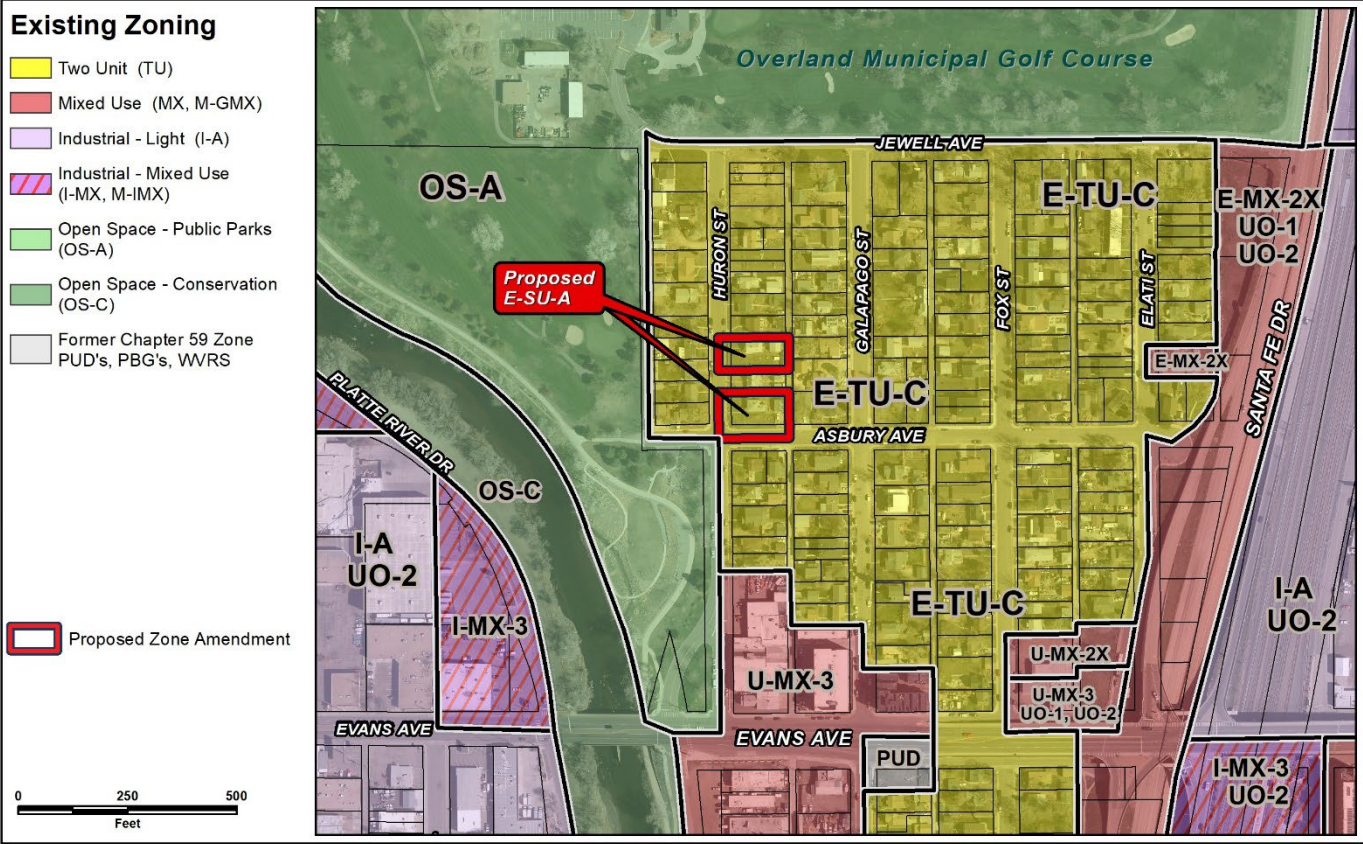 Existing Zoning
Two Unit (TU)
Mixed Use (MX, M-GMX)
Industrial - Light (I-A)
Industrial - Mixed Use
(I-MX, M-IMX)
Open Space - Public Parks
(OS-A)
Open Space - Conservation
(OS-C)
Former Chapter 59 Zone
PUD's, PBG's, WVRS
Proposed Zone Amendment
0 250 500
Feet
Overland Municipal Golf Course
JEWELL AVE
OS-A
E-TU-C
E-MX-2X
UO-1
UO-2
HURON ST
GALAPAGO ST
FOX ST
ELATI ST
Proposed
E-SU-A
SANTA FE DR
E-MX-2X
E-TU-C
ASBURY AVE
PLATTE RIVER DR
OS-C
I-A
UO-2
I-MX-3
E-TU-C
I-A
UO-2
U-MX-2X
U-MX-3
U-MX-3
UO-1, UO-2
EVANS AVE
EVANS AVE
PUD
I-MX-3
UO-2